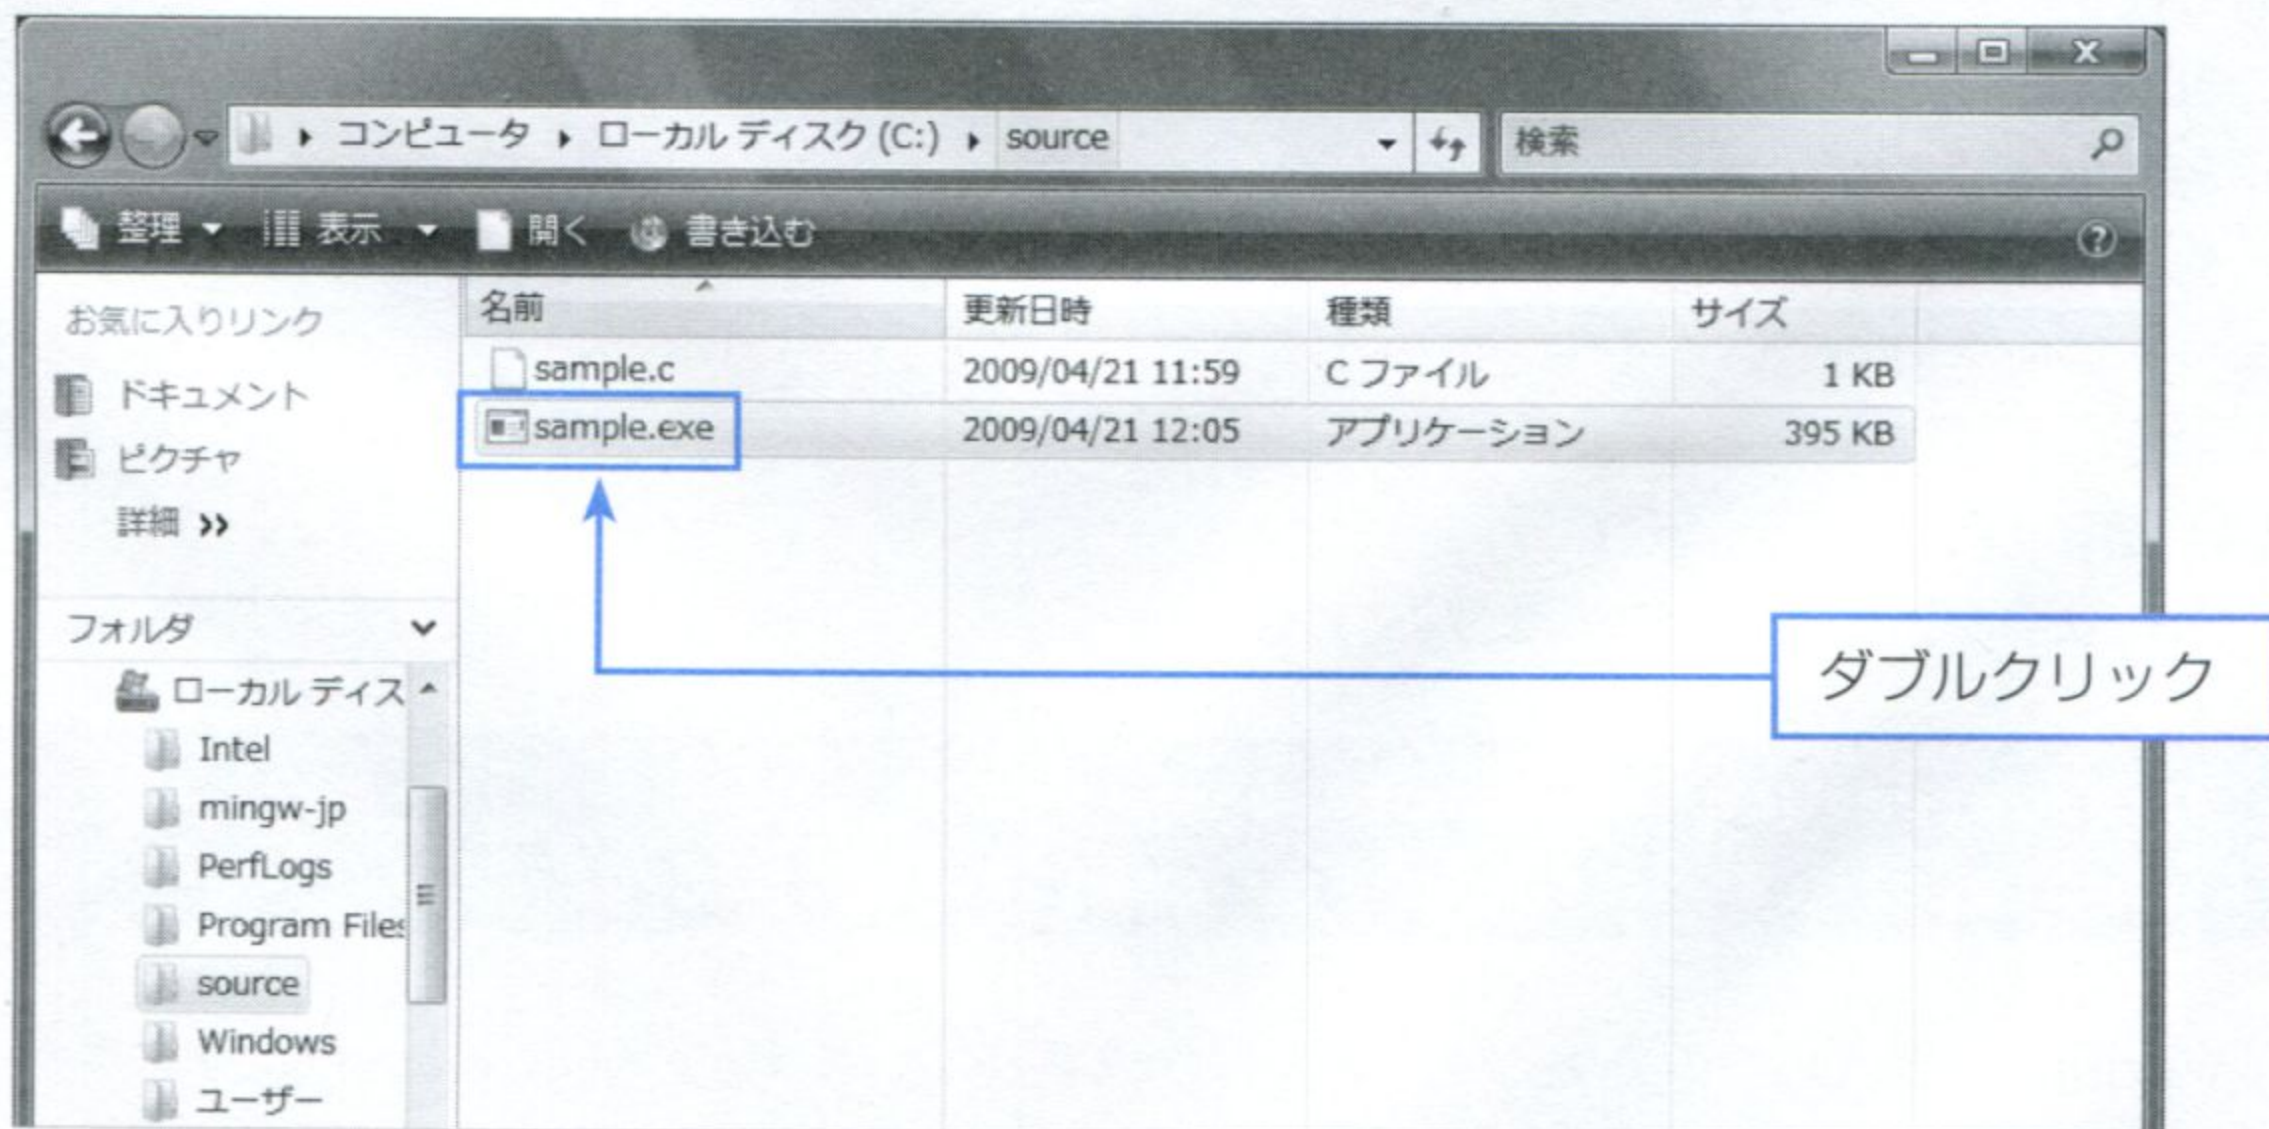 コンピュータ ▸ ローカル ディスク (C:) ▸ source
検索
整理 表示 開く 書き込む
お気に入りリンク
ドキュメント
ピクチャ
詳細 »
フォルダ
ローカル ディス
Intel
mingw-jp
PerfLogs
Program Files
source
Windows
ユーザー
名前 更新日時 種類 サイズ
sample.c 2009/04/21 11:59 C ファイル 1 KB
sample.exe 2009/04/21 12:05 アプリケーション 395 KB
ダブルクリック